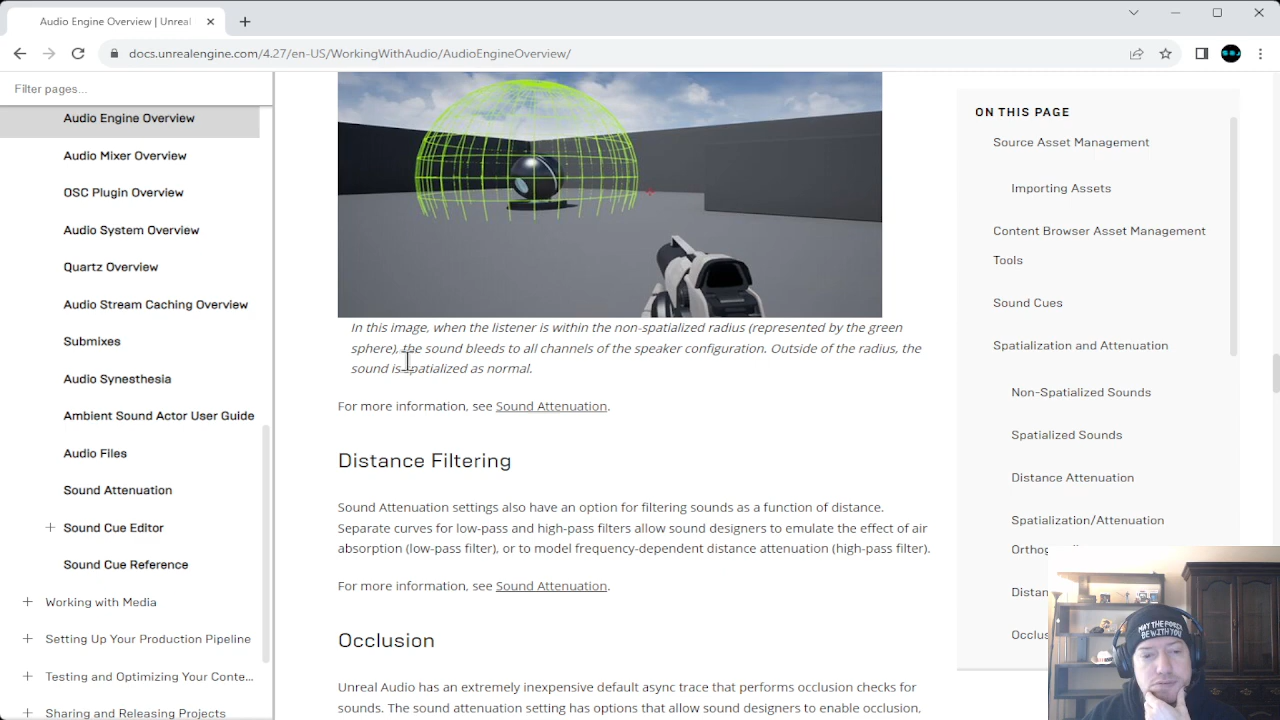 Audio Engine Overview | Unreal
docs.unrealengine.com/4.27/en-US/WorkingWithAudio/AudioEngineOverview/
Filter pages...
Audio Engine Overview
Audio Mixer Overview
OSC Plugin Overview
Audio System Overview
Quartz Overview
Audio Stream Caching Overview
Submixes
Audio Synesthesia
Ambient Sound Actor User Guide
Audio Files
Sound Attenuation
Sound Cue Editor
Sound Cue Reference
Working with Media
Setting Up Your Production Pipeline
Testing and Optimizing Your Conte...
Sharing and Releasing Projects
In this image, when the listener is within the non-spatialized radius (represented by the green
sphere), the sound bleeds to all channels of the speaker configuration. Outside of the radius, the
sound is spatialized as normal.
For more information, see Sound Attenuation.
Distance Filtering
Sound Attenuation settings also have an option for filtering sounds as a function of distance.
Separate curves for low-pass and high-pass filters allow sound designers to emulate the effect of air
absorption (low-pass filter), or to model frequency-dependent distance attenuation (high-pass filter).
For more information, see Sound Attenuation.
Occlusion
Unreal Audio has an extremely inexpensive default async trace that performs occlusion checks for
sounds. The sound attenuation setting has options that allow sound designers to enable occlusion,
ON THIS PAGE
Source Asset Management
Importing Assets
Content Browser Asset Management
Tools
Sound Cues
Spatialization and Attenuation
Non-Spatialized Sounds
Spatialized Sounds
Distance Attenuation
Spatialization/Attenuation
Orthog
Distan
Occlus
MAY THE FORCE
BE WITH YOU